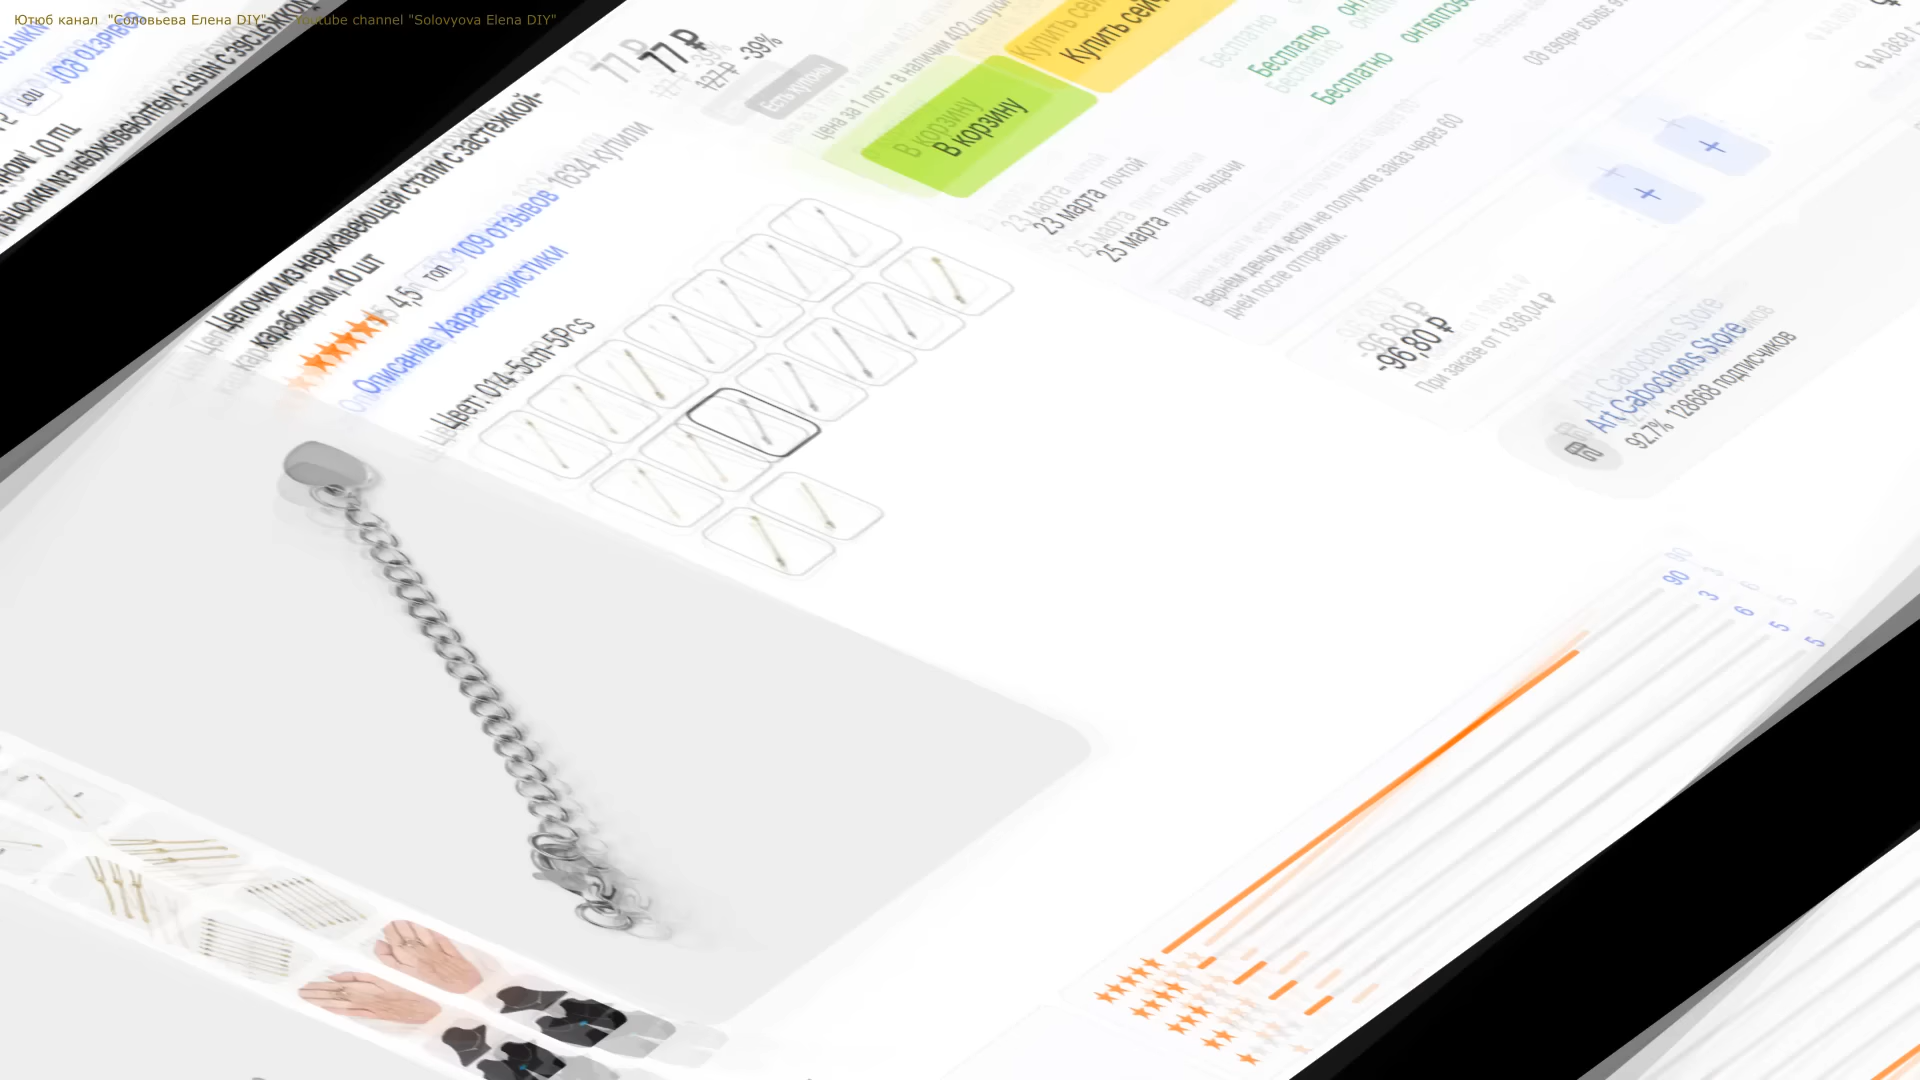 Ютюб канал "Соловьева Елена DIY" Youtube channel "Solovyova Elena DIY"
Цепочки из нержавеющей стали с застежкой-
карабином, 10 шт
4,5 топ 109 отзывов 1634 купили
Описание Характеристики
Цвет: 014-5cm-5Pcs
77 ₽
127 ₽ -39%
Есть купоны
цена за 1 лот • в наличии 402 штуки
Купить
В корзину
Бесплатно
Бесплатно
23 марта почтой
25 марта пункт выдачи
Вернём деньги, если не получите заказ через 60
дней после отправки.
-96,80 ₽
При заказе от 1 936,04 ₽
Art Cabochons Store
92.7% 128668 подписчиков
90
3
6
5
5